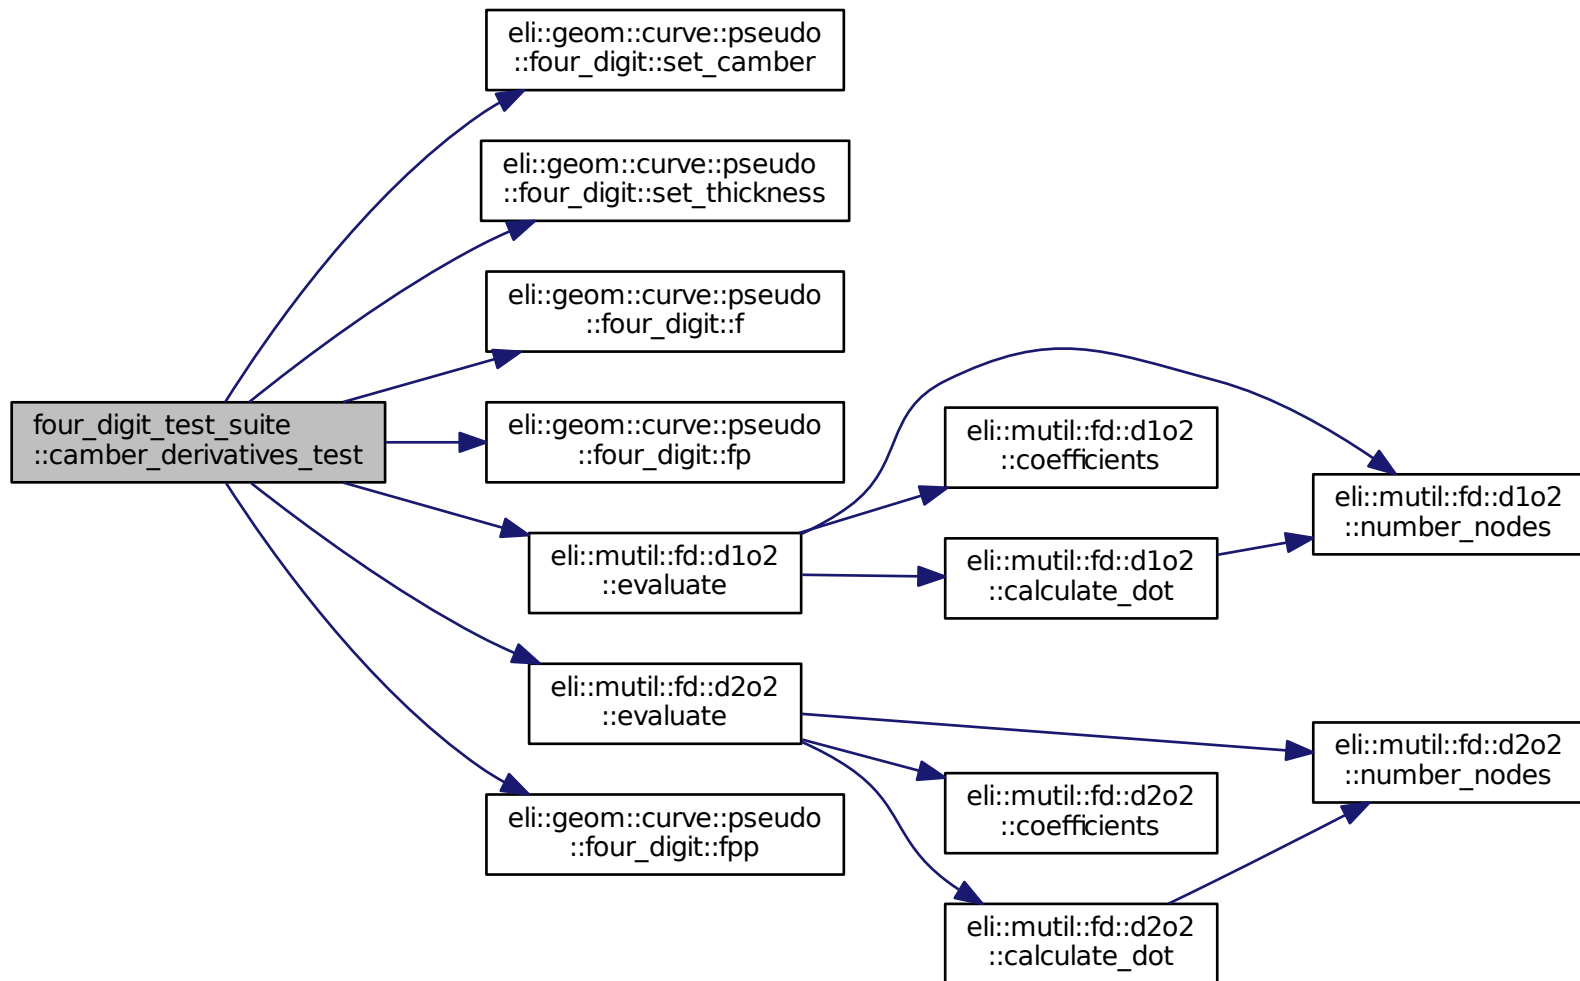 eli::geom::curve::pseudo
::four_digit::set_camber
eli::geom::curve::pseudo
::four_digit::set_thickness
eli::geom::curve::pseudo
::four_digit::f
four_digit_test_suite
::camber_derivatives_test
eli::geom::curve::pseudo
::four_digit::fp
eli::mutil::fd::d1o2
::coefficients
eli::mutil::fd::d1o2
::number_nodes
eli::mutil::fd::d1o2
::evaluate
eli::mutil::fd::d1o2
::calculate_dot
eli::mutil::fd::d2o2
::evaluate
eli::mutil::fd::d2o2
::number_nodes
eli::mutil::fd::d2o2
::coefficients
eli::geom::curve::pseudo
::four_digit::fpp
eli::mutil::fd::d2o2
::calculate_dot